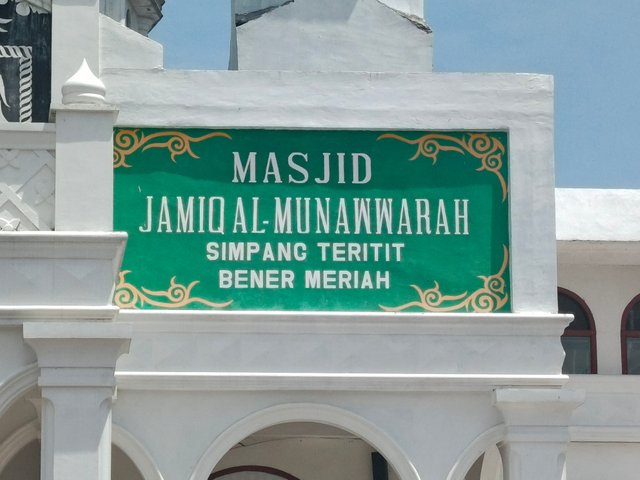 MASJID
JAMIQ AL-MUNAWWARAH
SIMPANG TERITIT
BENER MERIAH